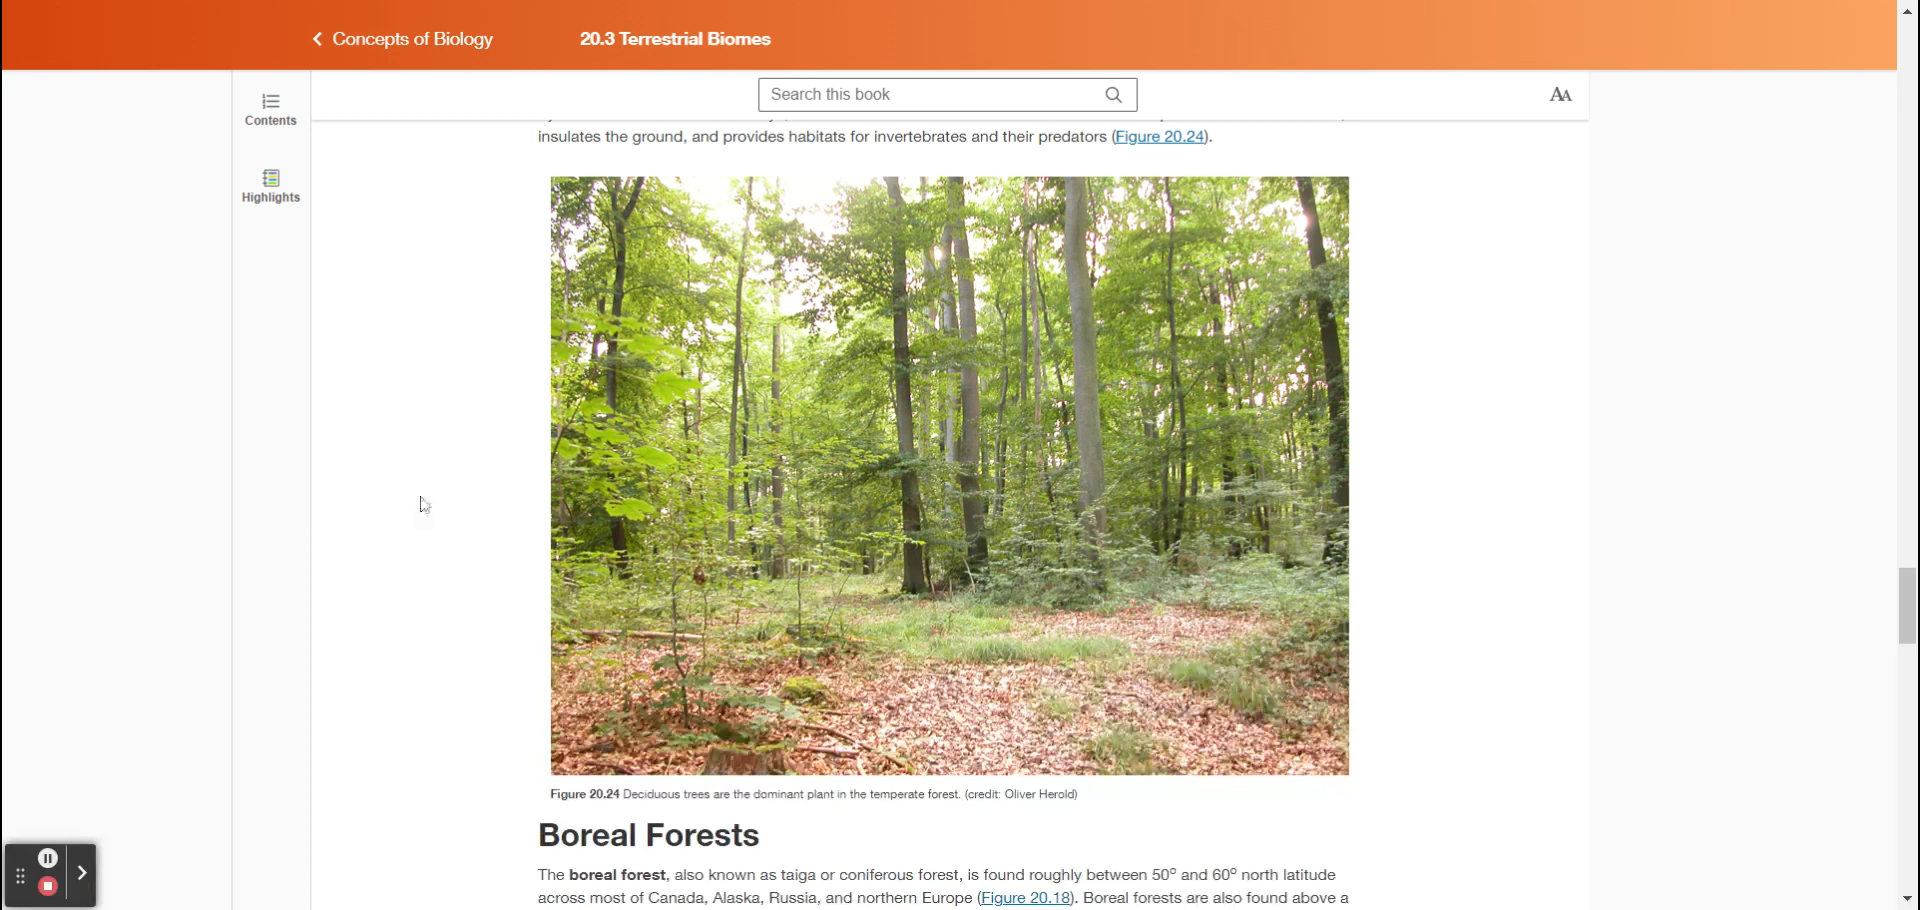 Concepts of Biology
20.3 Terrestrial Biomes
Search this book
AA
Contents
Highlights
insulates the ground, and provides habitats for invertebrates and their predators (Figure 20.24).
Figure 20.24 Deciduous trees are the dominant plant in the temperate forest. (credit: Oliver Herold)
Boreal Forests
The boreal forest, also known as taiga or coniferous forest, is found roughly between 50° and 60° north latitude
across most of Canada, Alaska, Russia, and northern Europe (Figure 20.18). Boreal forests are also found above a